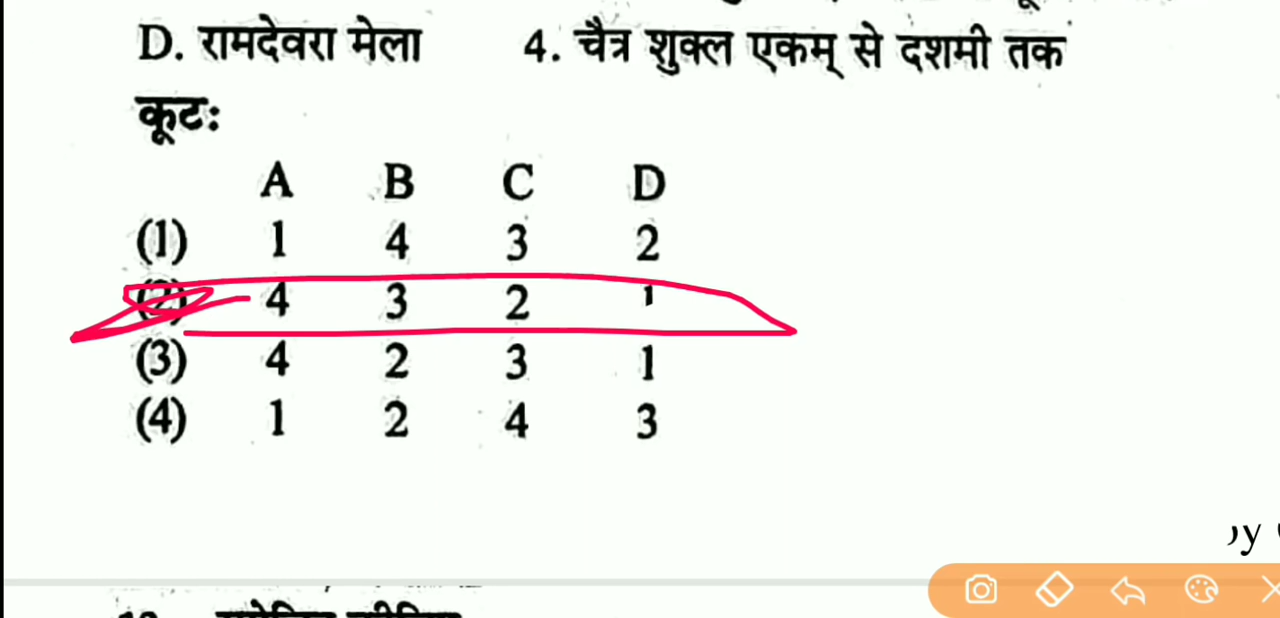 D. रामदेवरा मेला 4. चैत्र शुक्ल एकम् से दशमी तक
कूटः
A B C D
(1) 1 4 3 2
(2) 4 3 2 1
(3) 4 2 3 1
(4) 1 2 4 3